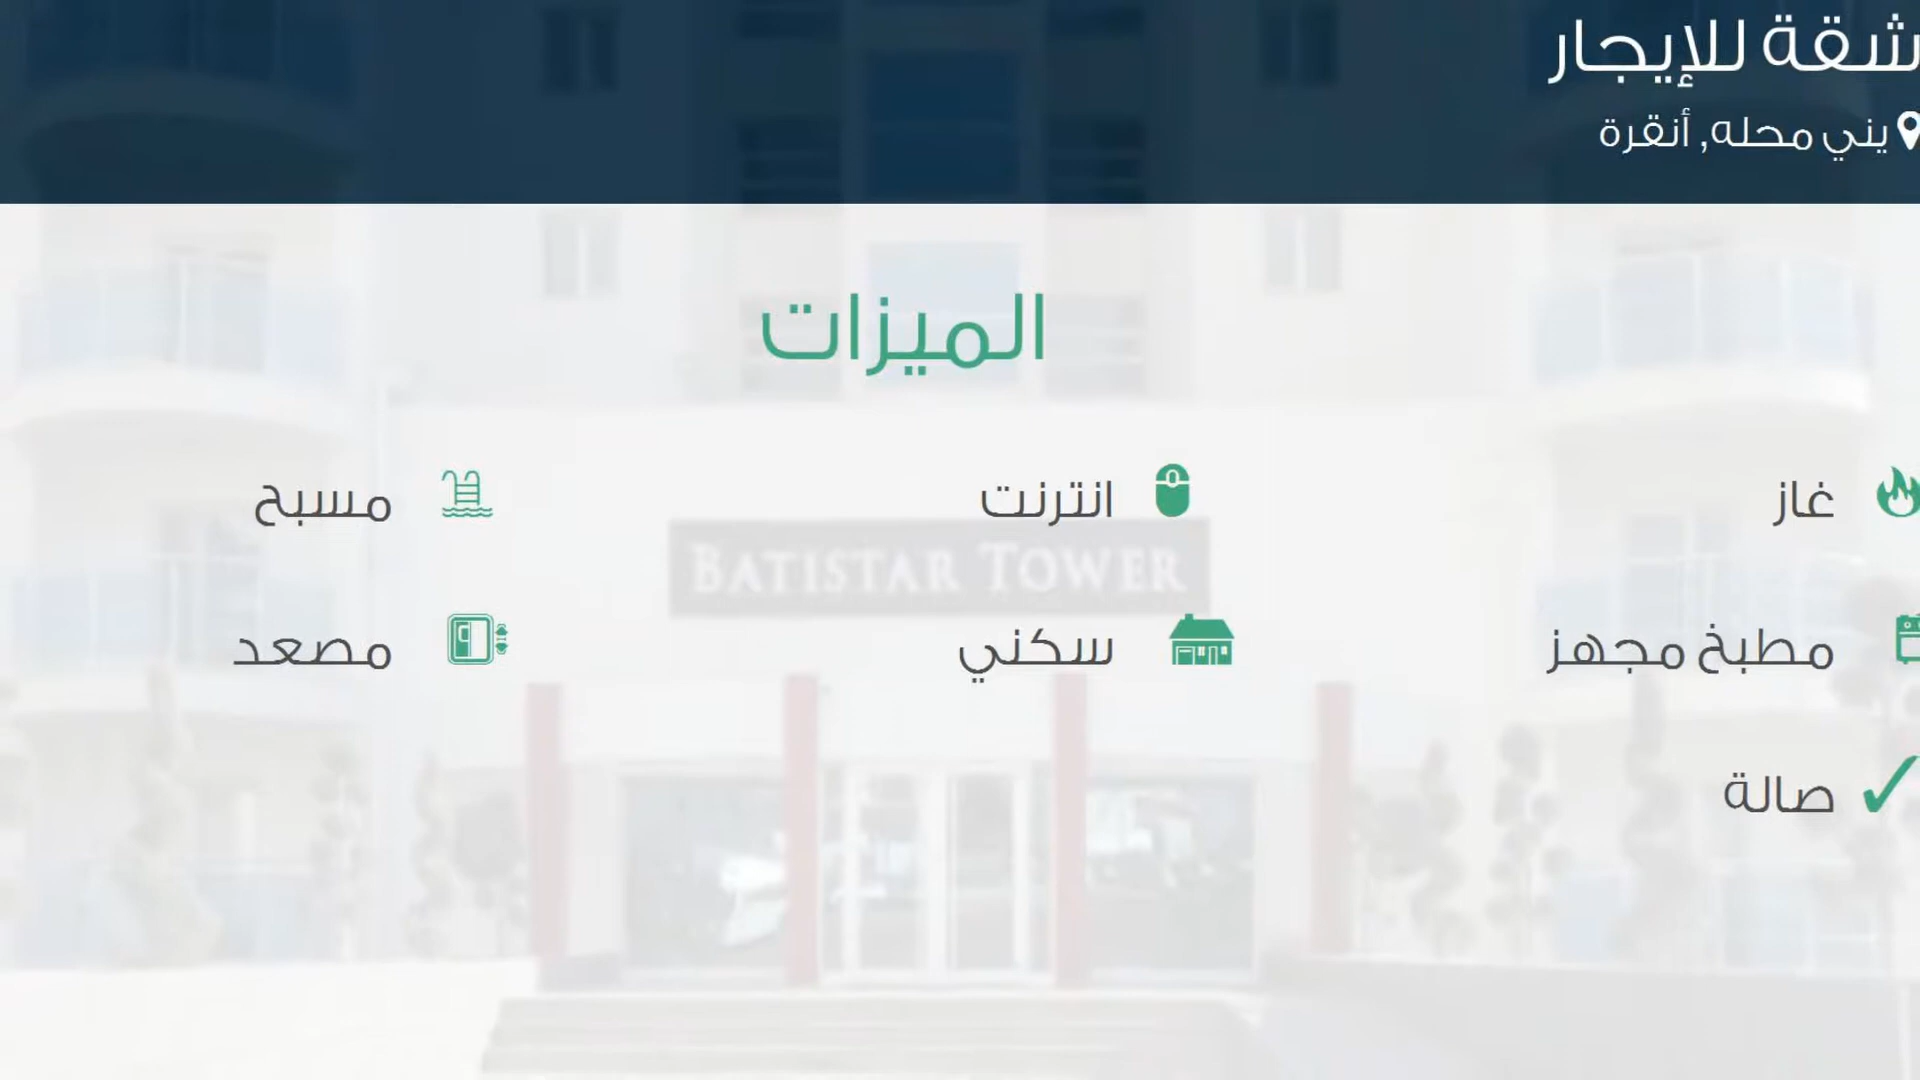 شقة للإيجار
يني محله, أنقرة
الميزات
غاز
انترنت
مسبح
BATISTAR TOWER
مطبخ مجهز
سكني
مصعد
صالة